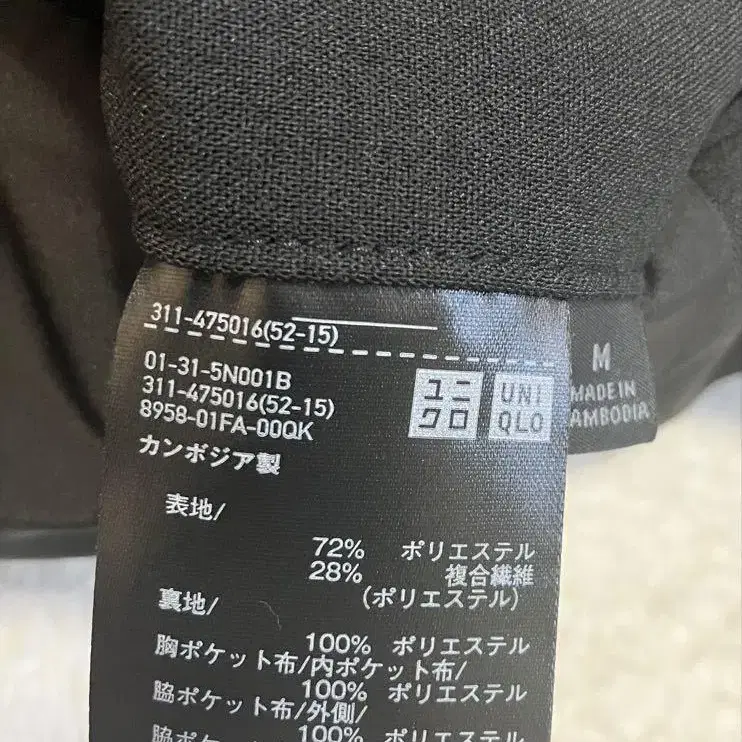 311-475016(52-15)
01-31-5N001B
311-475016(52-15)
8958-01FA-00QK
カンボジア製
ユニ
クロ
UNI
QLO
M
MADE IN
AMBODIA
表地/
72% ポリエステル
28% 複合繊維
(ポリエステル)
裏地/
100% ポリエステル
胸ポケット布/内ポケット布/
100% ポリエステル
脇ポケット布/外側/
100% ポリエステル
脇ポケ